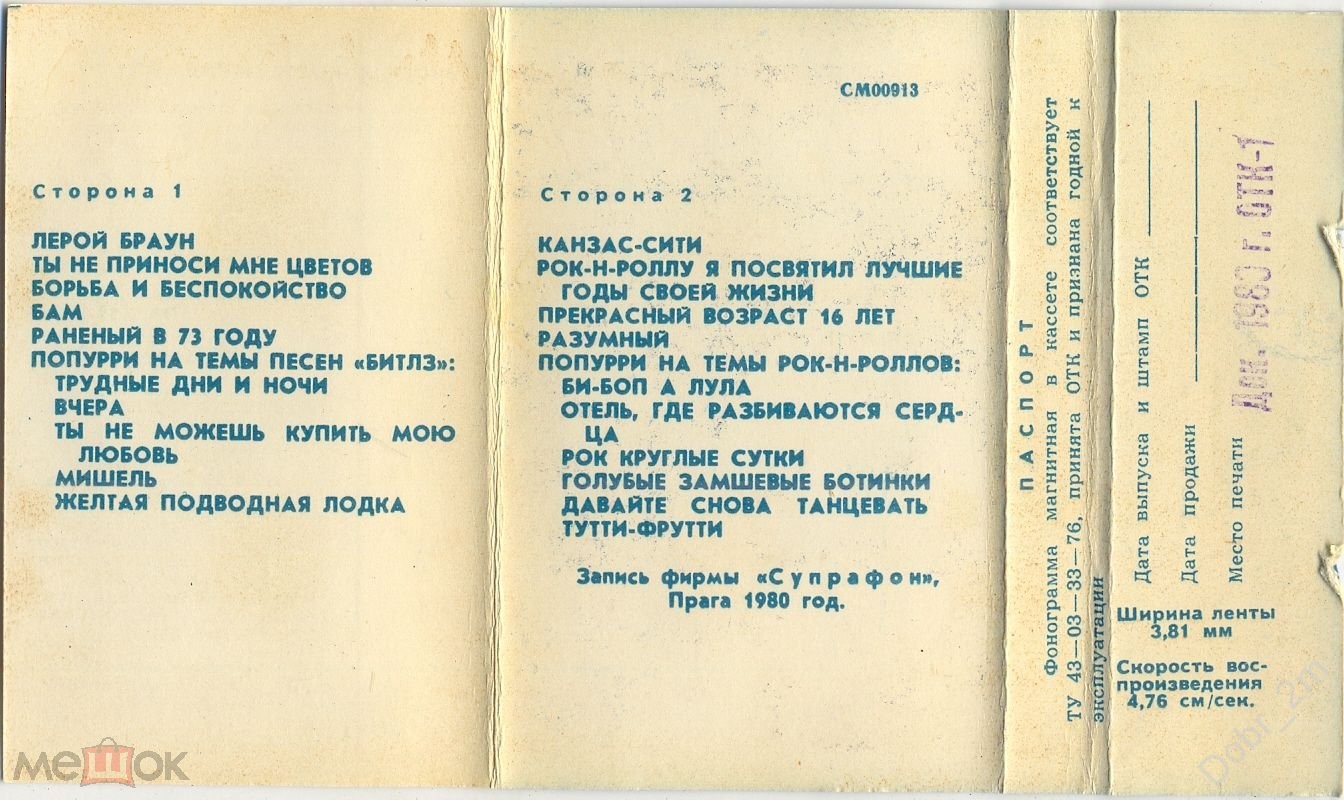 Сторона 1
ЛЕРОЙ БРАУН
ТЫ НЕ ПРИНОСИ МНЕ ЦВЕТОВ
БОРЬБА И БЕСПОКОЙСТВО
БАМ
РАНЕНЫЙ В 73 ГОДУ
ПОПУРРИ НА ТЕМЫ ПЕСЕН «БИТЛЗ»:
ТРУДНЫЕ ДНИ И НОЧИ
ВЧЕРА
ТЫ НЕ МОЖЕШЬ КУПИТЬ МОЮ
ЛЮБОВЬ
МИШЕЛЬ
ЖЕЛТАЯ ПОДВОДНАЯ ЛОДКА
СМ00913
Сторона 2
КАНЗАС-СИТИ
РОК-Н-РОЛЛУ Я ПОСВЯТИЛ ЛУЧШИЕ
ГОДЫ СВОЕЙ ЖИЗНИ
ПРЕКРАСНЫЙ ВОЗРАСТ 16 ЛЕТ
РАЗУМНЫЙ
ПОПУРРИ НА ТЕМЫ РОК-Н-РОЛЛОВ:
БИ-БОП А ЛУЛА
ОТЕЛЬ, ГДЕ РАЗБИВАЮТСЯ СЕРД-
ЦА
РОК КРУГЛЫЕ СУТКИ
ГОЛУБЫЕ ЗАМШЕВЫЕ БОТИНКИ
ДАВАЙТЕ СНОВА ТАНЦЕВАТЬ
ТУТТИ-ФРУТТИ
Запись фирмы «Супрафон»,
Прага 1980 год.
ПАСПОРТ
Фонограмма магнитная в кассете соответствует
ТУ 43—03—33—76, принята ОТК и признана годной к
эксплуатации
Дата выпуска и штамп ОТК
Дата продажи
Место печати
Г. ОТК-1
Ширина ленты
3,81 мм
Скорость вос-
произведения
4,76 см/сек.
мешок
Dobr_2m